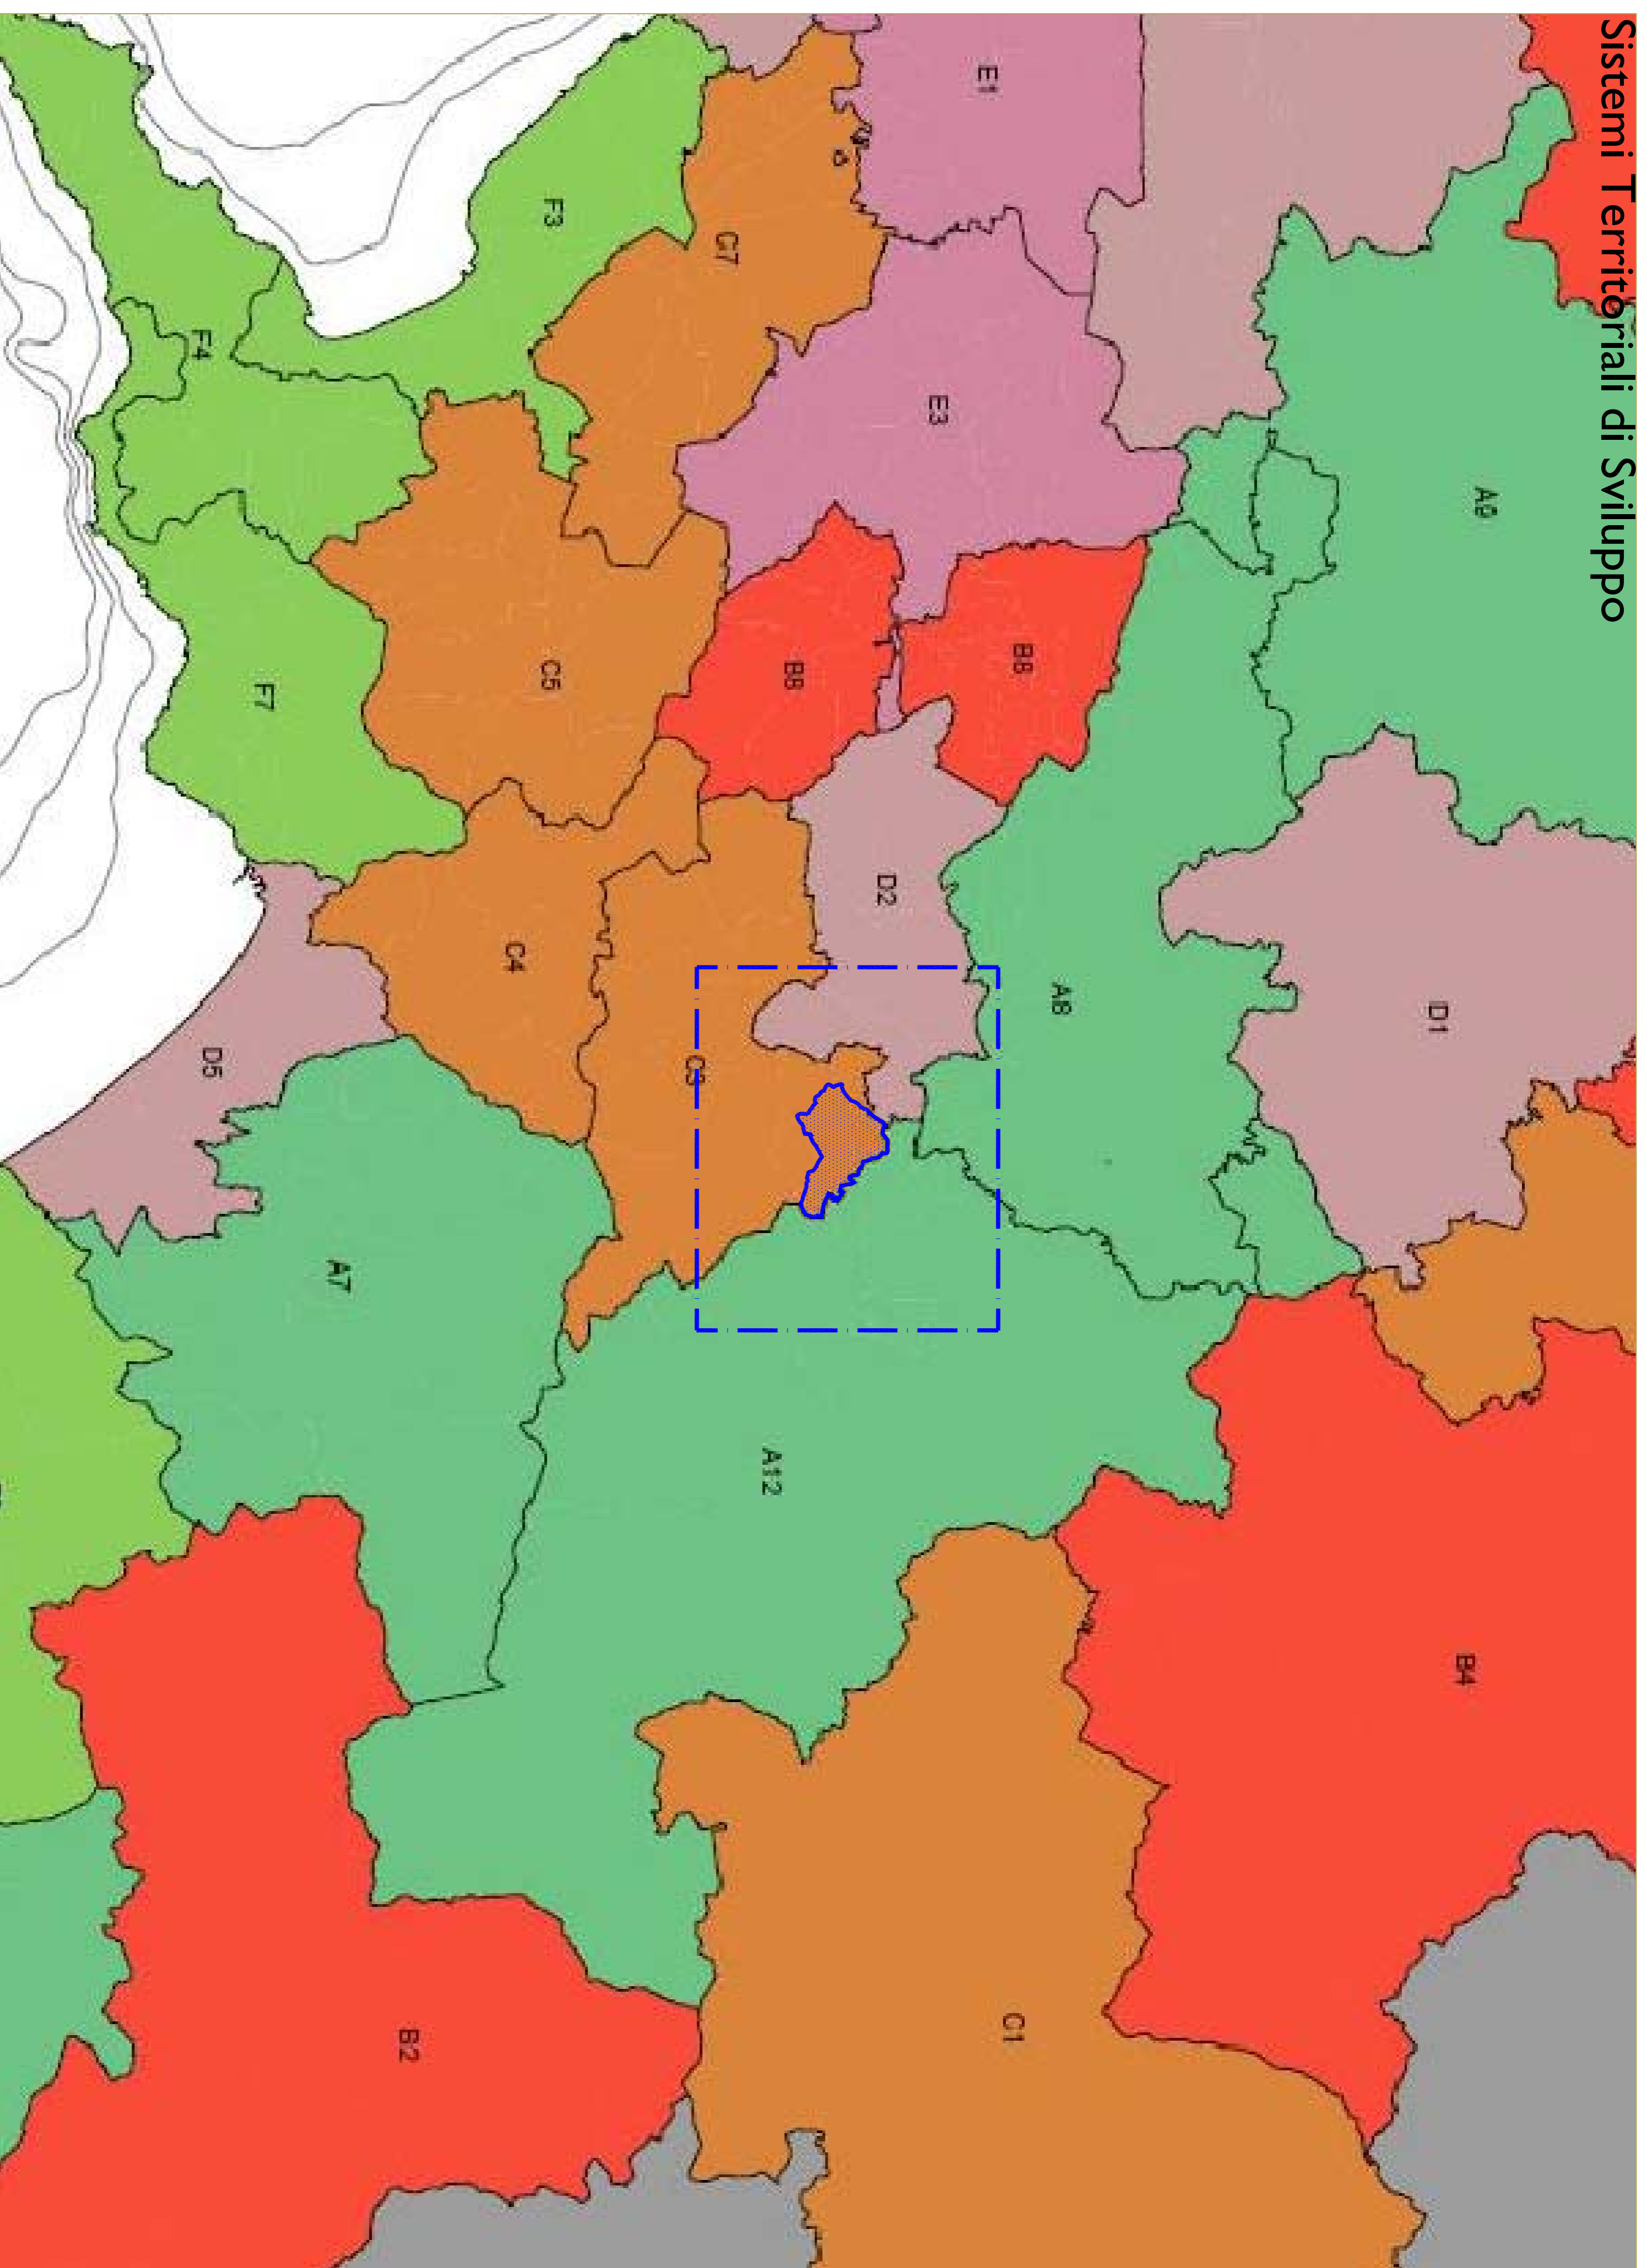 Sistemi Territoriali di Sviluppo
E1
F3
C7
F4
E3
A9
C5
B8
B8
F7
D2
C4
A8
D1
C3
D5
A7
A12
B4
C1
B2